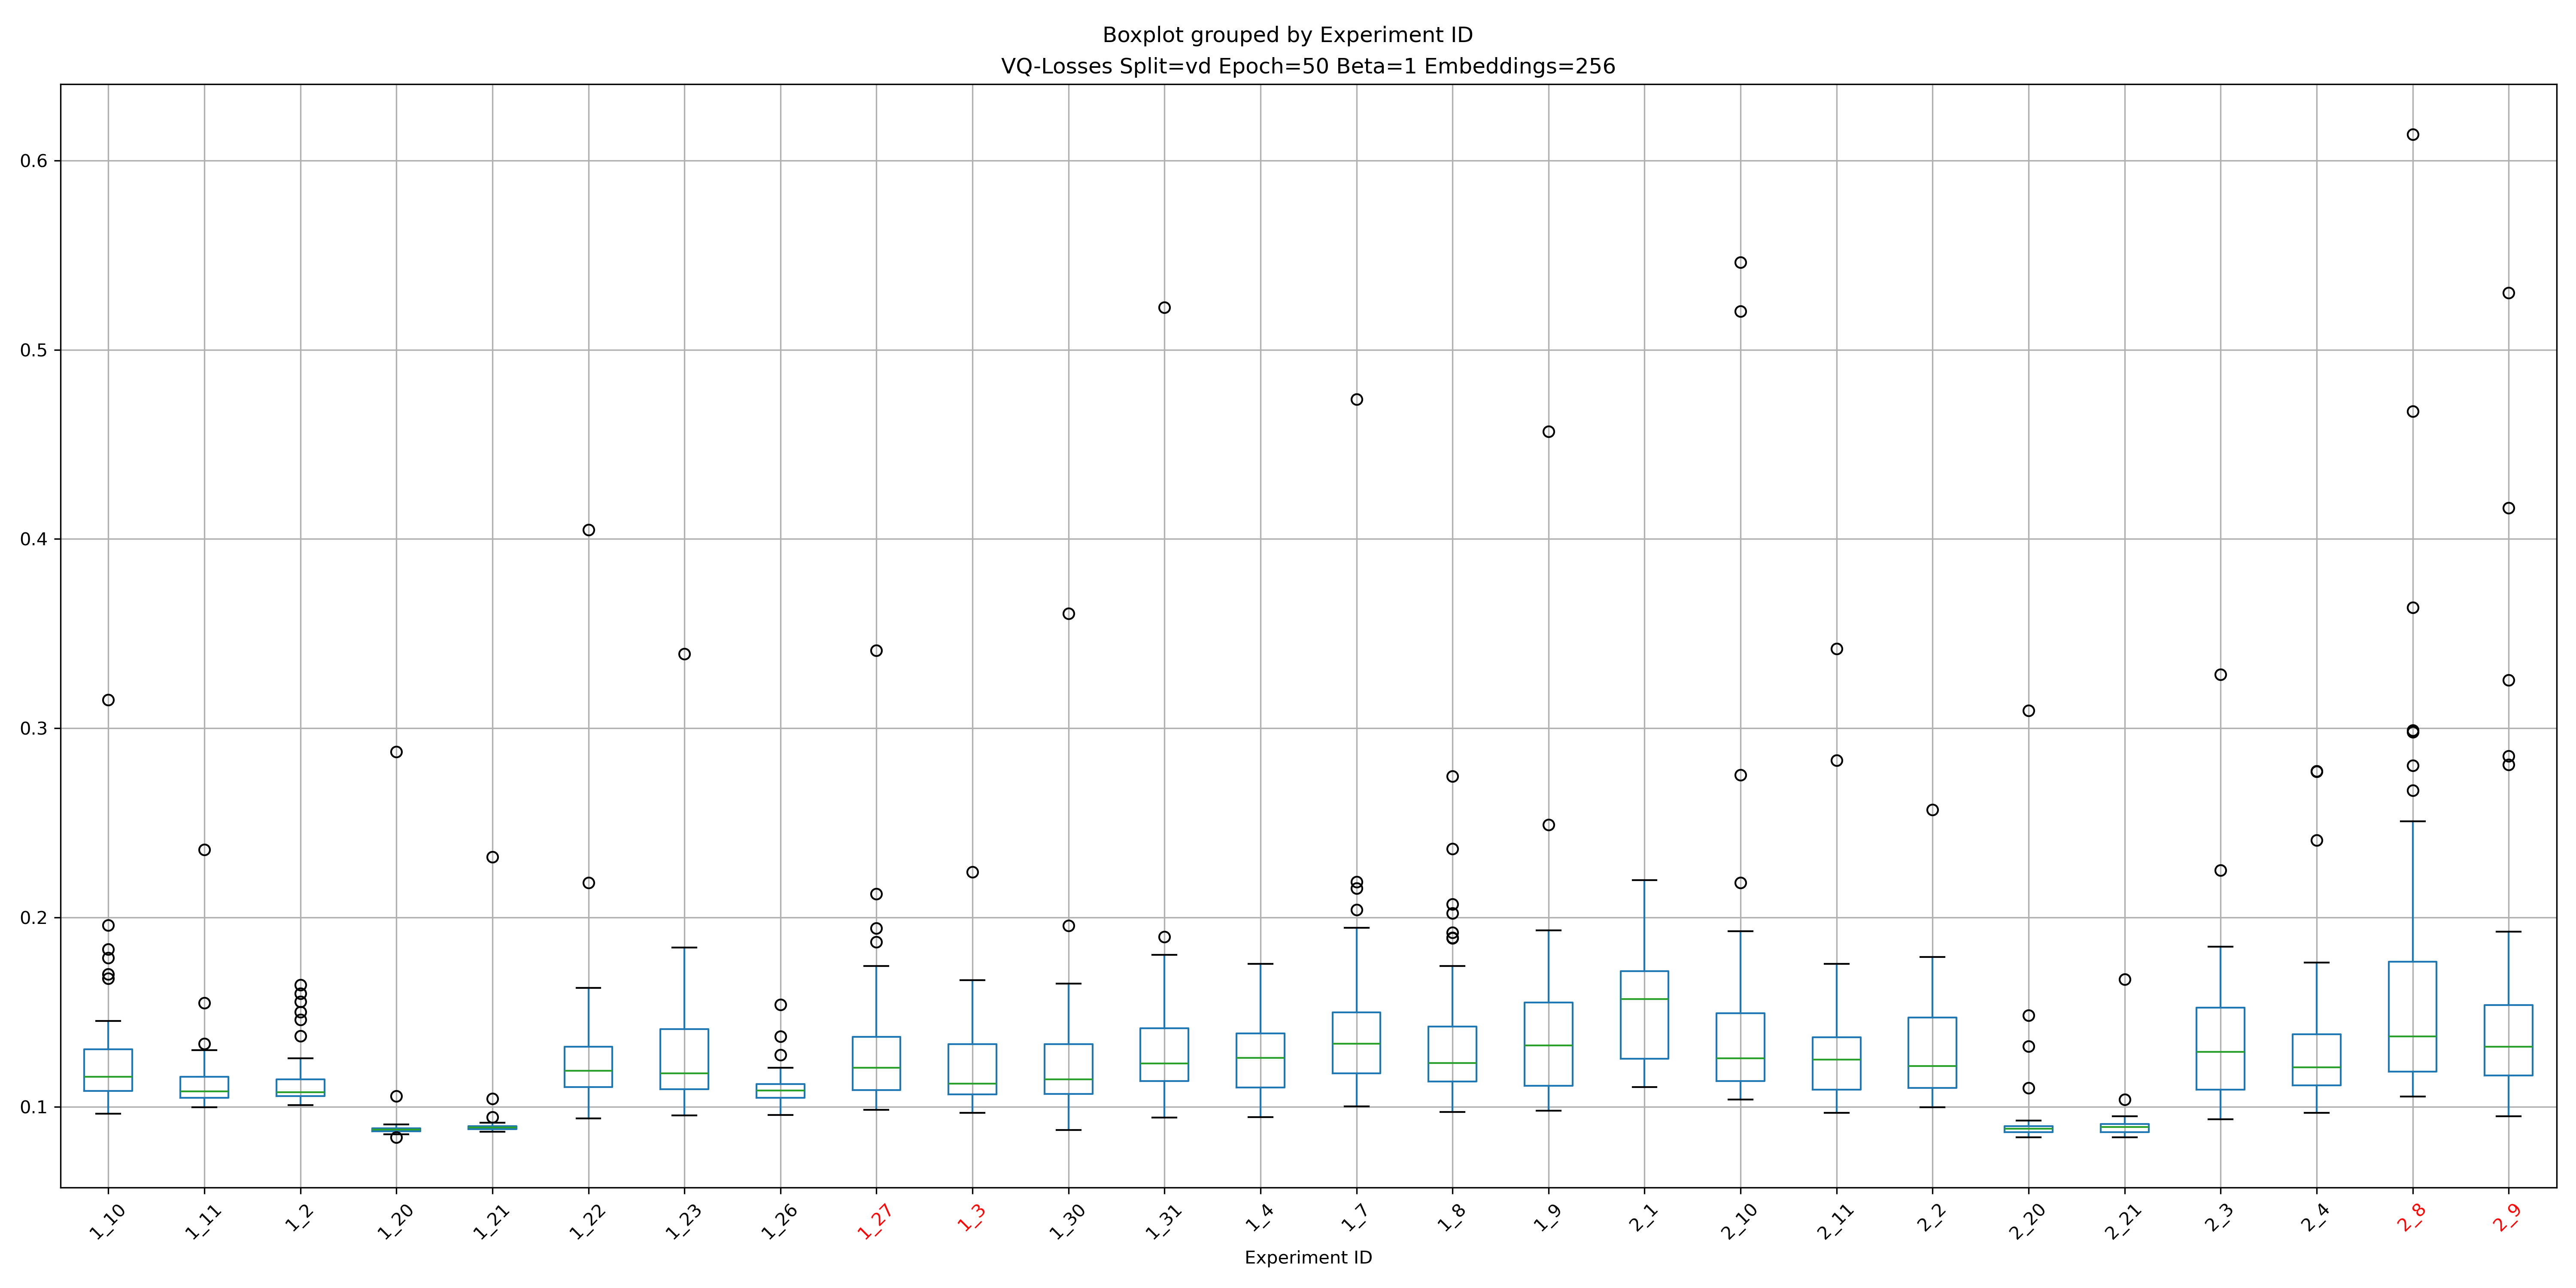 Boxplot grouped by Experiment ID
VQ-Losses Split=vd Epoch=50 Beta=1 Embeddings=256
0.6
0.5
0.4
0.3
0.2
0.1
1_10 1_11 1_2 1_20 1_21 1_22 1_23 1_26 1_27 1_3 1_30 1_31 1_4 1_7 1_8 1_9 2_1 2_10 2_11 2_2 2_20 2_21 2_3 2_4 2_8 2_9
Experiment ID